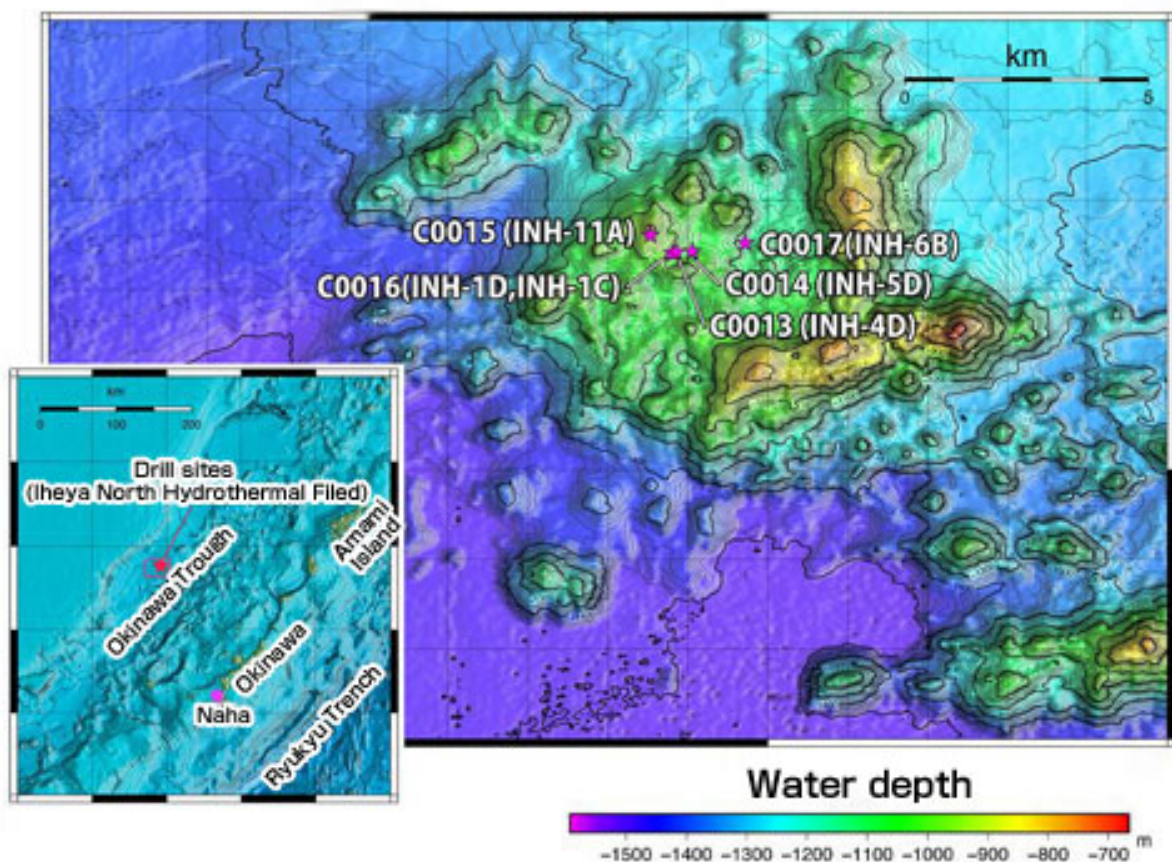 km
0 5
C0015 (INH-11A)
C0017(INH-6B)
C0016(INH-1D,INH-1C)
C0014 (INH-5D)
C0013 (INH-4D)
km
0 100 200
Drill sites
(Iheya North Hydrothermal Filed)
Okinawa Trough
Amami
Island
Okinawa
Naha
Ryukyu Trench
Water depth
-1500 -1400 -1300 -1200 -1100 -1000 -900 -800 -700 m